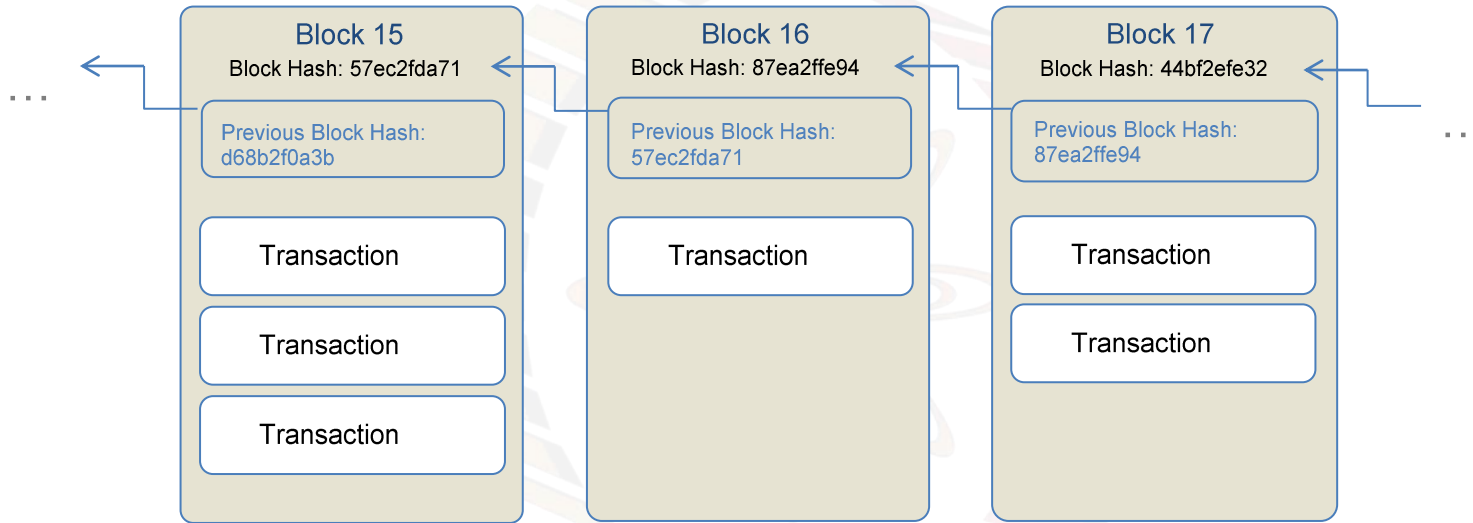 ...
Block 15
Block Hash: 57ec2fda71
Previous Block Hash:
d68b2f0a3b
Transaction
Transaction
Transaction
Block 16
Block Hash: 87ea2ffe94
Previous Block Hash:
57ec2fda71
Transaction
Block 17
Block Hash: 44bf2efe32
Previous Block Hash:
87ea2ffe94
Transaction
Transaction
..